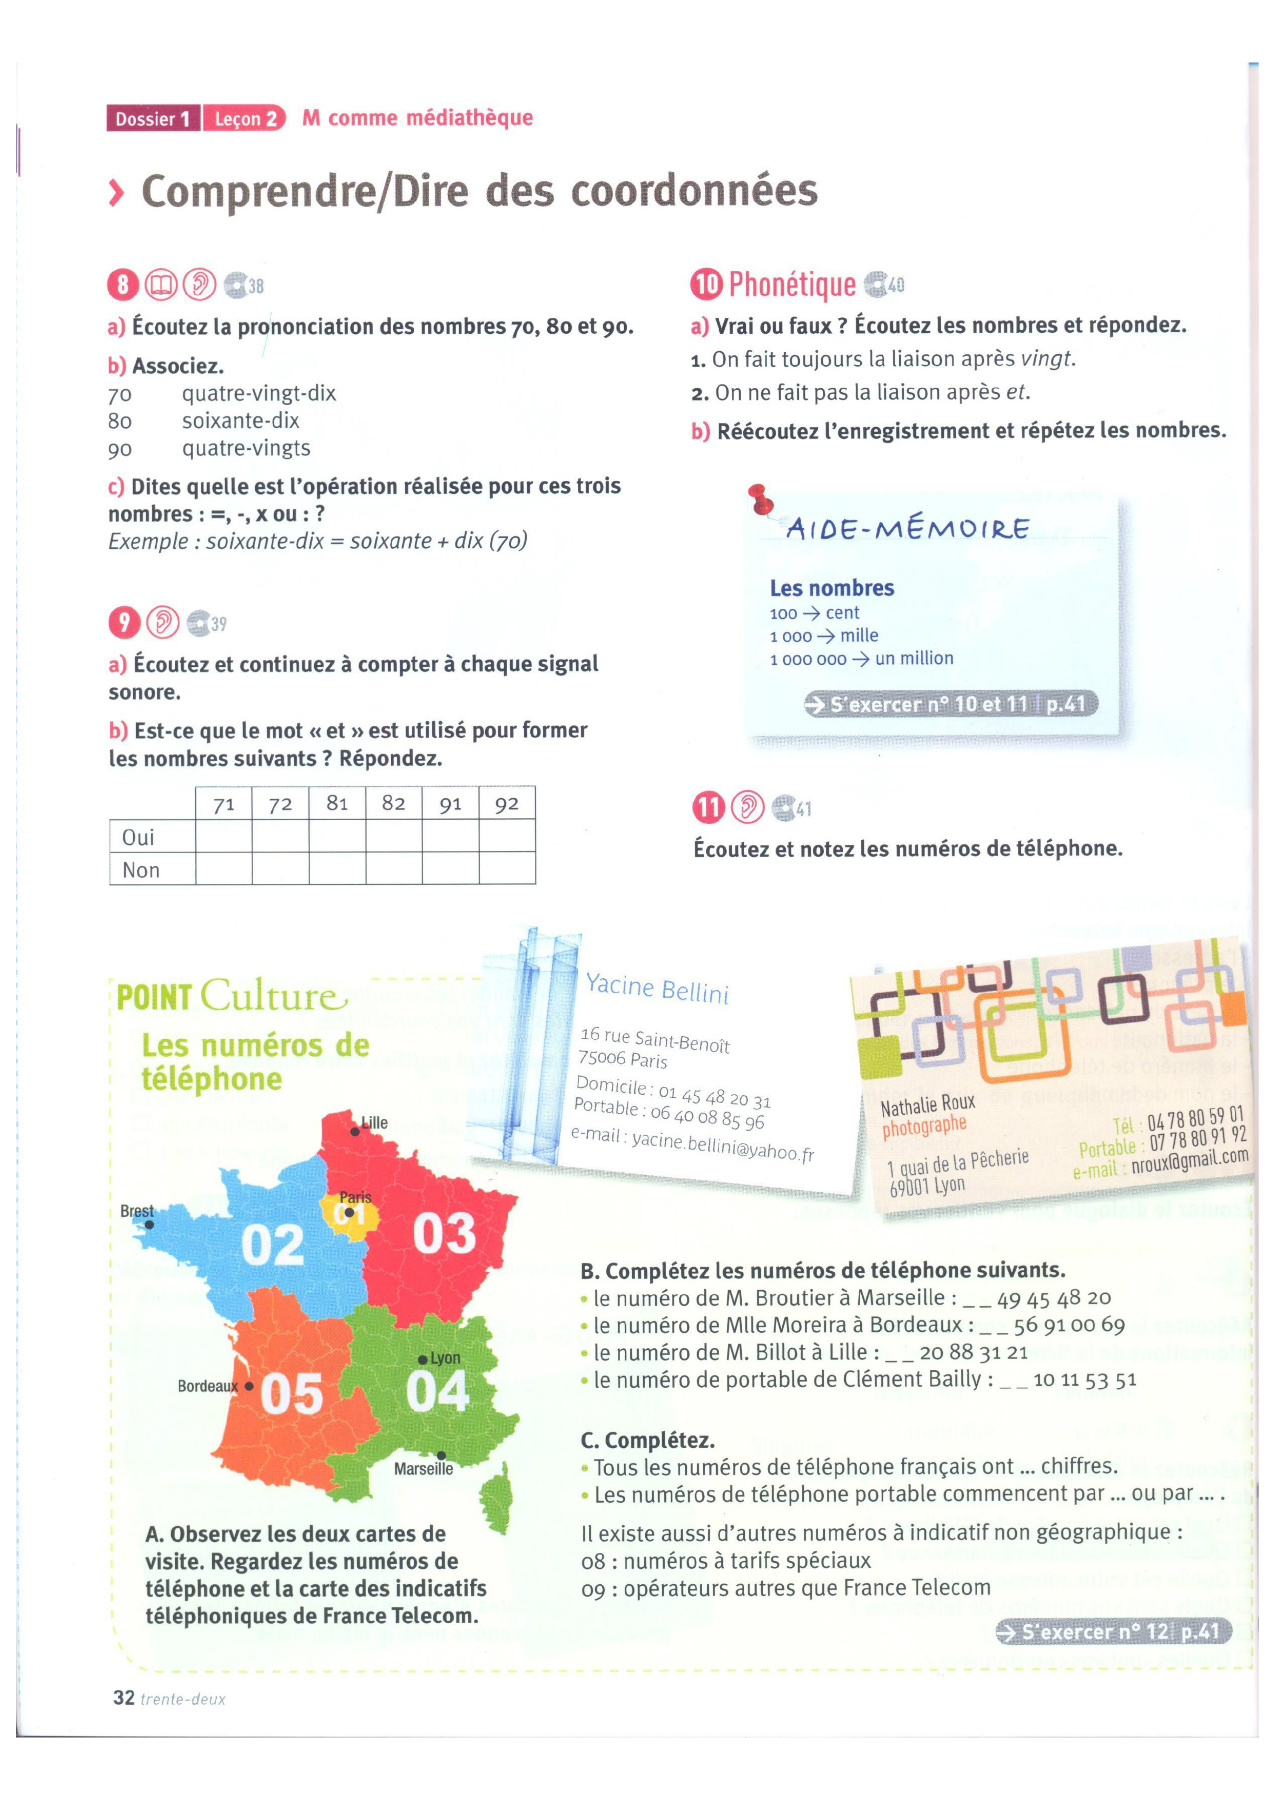 Dossier 1 Leçon 2 M comme médiathèque
› Comprendre/Dire des coordonnées
8 38
a) Écoutez la prononciation des nombres 70, 80 et 90.
b) Associez.
70 quatre-vingt-dix
80 soixante-dix
90 quatre-vingts
c) Dites quelle est l'opération réalisée pour ces trois
nombres : =, -, x ou : ?
Exemple : soixante-dix = soixante + dix (70)
9 39
a) Écoutez et continuez à compter à chaque signal
sonore.
b) Est-ce que le mot « et » est utilisé pour former
les nombres suivants ? Répondez.
71 72 81 82 91 92
Oui
Non
10 Phonétique 40
a) Vrai ou faux ? Écoutez les nombres et répondez.
1. On fait toujours la liaison après vingt.
2. On ne fait pas la liaison après et.
b) Réécoutez l'enregistrement et répétez les nombres.
AIDE-MÉMOIRE
Les nombres
100 → cent
1 000 → mille
1 000 000 → un million
→ S'exercer n° 10 et 11 | p.41
11 41
Écoutez et notez les numéros de téléphone.
POINT Culture
Les numéros de
téléphone
Lille
Paris
Brest
01
02
03
Lyon
Bordeaux
05
04
Marseille
A. Observez les deux cartes de
visite. Regardez les numéros de
téléphone et la carte des indicatifs
téléphoniques de France Telecom.
Yacine Bellini
16 rue Saint-Benoît
75006 Paris
Domicile : 01 45 48 20 31
Portable : 06 40 08 85 96
e-mail : yacine.bellini@yahoo.fr
Nathalie Roux
photographe
1 quai de la Pêcherie
69001 Lyon
Tél : 04 78 80 59 01
Portable : 07 78 80 91 92
e-mail : nroux@gmail.com
B. Complétez les numéros de téléphone suivants.
• le numéro de M. Broutier à Marseille : _ _ 49 45 48 20
• le numéro de Mlle Moreira à Bordeaux : _ _ 56 91 00 69
• le numéro de M. Billot à Lille : _ _ 20 88 31 21
• le numéro de portable de Clément Bailly : _ _ 10 11 53 51
C. Complétez.
• Tous les numéros de téléphone français ont ... chiffres.
• Les numéros de téléphone portable commencent par ... ou par ... .
Il existe aussi d'autres numéros à indicatif non géographique :
08 : numéros à tarifs spéciaux
09 : opérateurs autres que France Telecom
→ S'exercer n° 12 | p.41
32 trente-deux